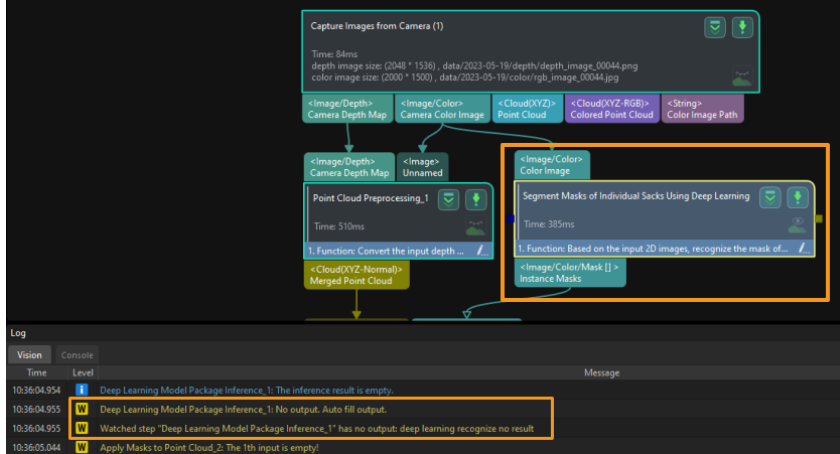 Capture Images from Camera (1)
Time: 84ms
depth image size: (2048 * 1536) , data/2023-05-19/depth/depth_image_00044.png
color image size: (2000 * 1500) , data/2023-05-19/color/rgb_image_00044.jpg
<Image/Depth> <Image/Color> <Cloud(XYZ)> <Cloud(XYZ-RGB)> <String>
Camera Depth Map Camera Color Image Point Cloud Colored Point Cloud Color Image Path
<Image/Depth> <Image> <Image/Color>
Camera Depth Map Unnamed Color Image
Point Cloud Preprocessing_1 Segment Masks of Individual Sacks Using Deep Learning
Time: 510ms Time: 385ms
1. Function: Convert the input depth ... 1. Function: Based on the input 2D images, recognize the mask of...
<Cloud(XYZ-Normal)> <Image/Color/Mask [] >
Merged Point Cloud Instance Masks
Log
Vision Console
Time Level Message
10:36:04.954 i Deep Learning Model Package Inference_1: The inference result is empty.
10:36:04.955 W Deep Learning Model Package Inference_1: No output. Auto fill output.
10:36:04.955 W Watched step "Deep Learning Model Package Inference_1" has no output: deep learning recognize no result
10:36:05.044 W Apply Masks to Point Cloud_2: The 1th input is empty!